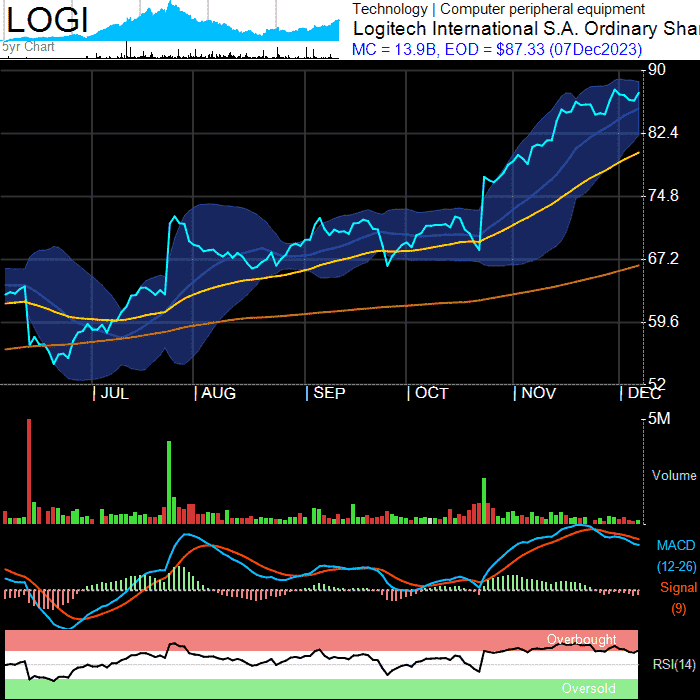 LOGI
5yr Chart
Technology | Computer peripheral equipment
Logitech International S.A. Ordinary Shar
MC = 13.9B, EOD = $87.33 (07Dec2023)
90
82.4
74.8
67.2
59.6
52
JUL
AUG
SEP
OCT
NOV
DEC
5M
Volume
MACD
(12-26)
Signal
(9)
Overbought
RSI(14)
Oversold